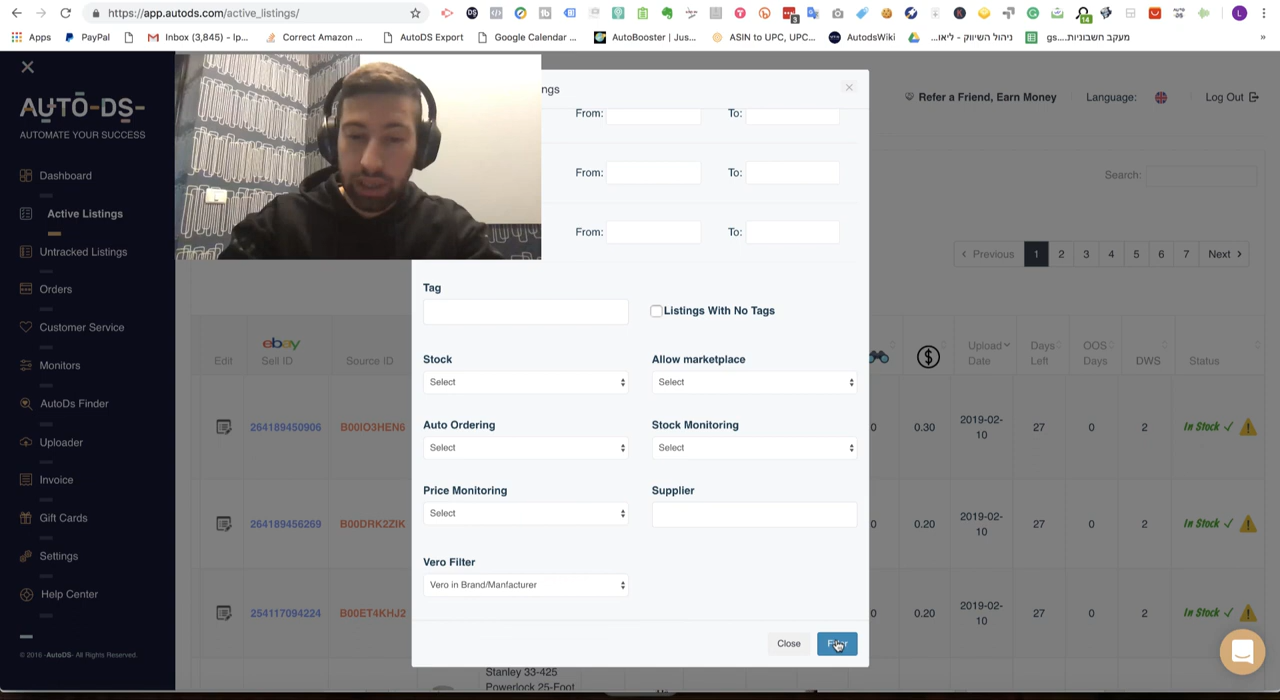 https://app.autods.com/active_listings/
3
14
L
Apps
PayPal
Inbox (3,845) - lp...
Correct Amazon ...
AutoDS Export
Google Calendar ...
AutoBooster | Jus...
ASIN to UPC, UPC...
AutodsWiki
ניהול השיווק - ליאו...
מעקב חשבוניות.gs...
»
AUTO-DS-
AUTOMATE YOUR SUCCESS
Dashboard
Active Listings
Untracked Listings
Orders
Customer Service
Monitors
AutoDs Finder
Uploader
Invoice
Gift Cards
Settings
Help Center
© 2016 -AutoDS- All Rights Reserved.
Refer a Friend, Earn Money
Language:
Log Out
Search:
Previous 1 2 3 4 5 6 7 Next
ngs
×
From: To:
From: To:
From: To:
Tag
Listings With No Tags
Stock
Select
Allow marketplace
Select
Auto Ordering
Select
Stock Monitoring
Select
Price Monitoring
Select
Supplier
Vero Filter
Vero in Brand/Manfacturer
Close
Edit
ebay
Sell ID
Source ID
$
Upload Date
Days Left
OOS Days
DWS
Status
264189450906 B00IO3HEN6 0 0.30 2019-02-10 27 0 2 In Stock ✓
264189456269 B00DRK2ZIK 0 0.20 2019-02-10 27 0 2 In Stock ✓
254117094224 B00ET4KHJ2 0 0.20 2019-02-10 27 0 2 In Stock ✓
Stanley 33-425
Powerlock 25-Foot